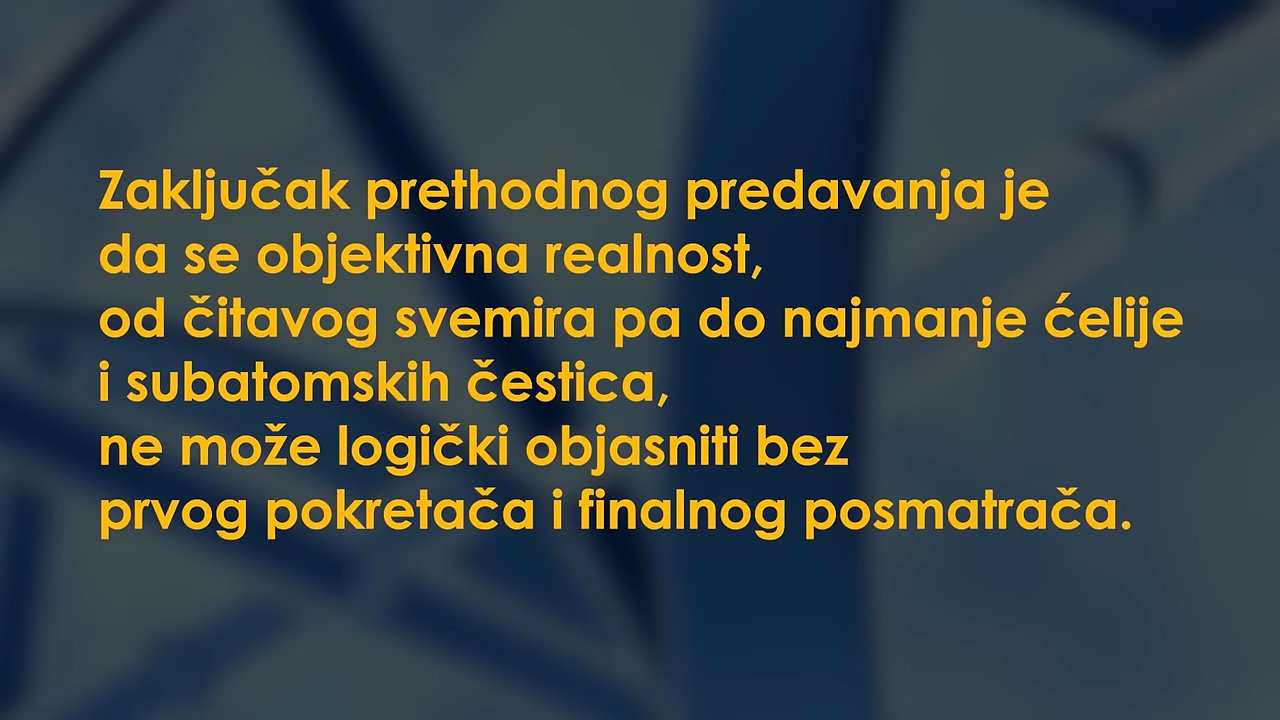 Zaključak prethodnog predavanja je
da se objektivna realnost,
od čitavog svemira pa do najmanje ćelije
i subatomskih čestica,
ne može logički objasniti bez
prvog pokretača i finalnog posmatrača.